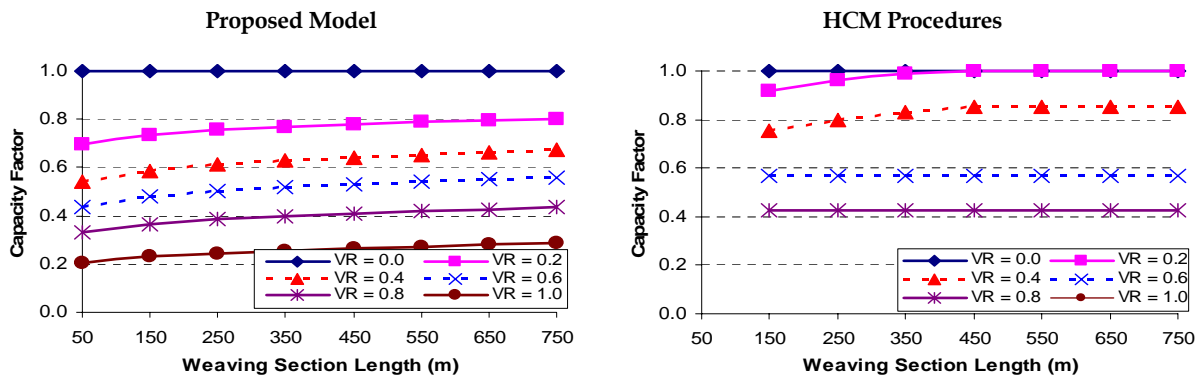 Proposed Model
HCM Procedures
Capacity Factor
1.0
0.8
0.6
0.4
0.2
0.0
VR = 0.0 VR = 0.2
VR = 0.4 VR = 0.6
VR = 0.8 VR = 1.0
50 150 250 350 450 550 650 750
Weaving Section Length (m)
Capacity Factor
1.0
0.8
0.6
0.4
0.2
0.0
VR = 0.0 VR = 0.2
VR = 0.4 VR = 0.6
VR = 0.8 VR = 1.0
50 150 250 350 450 550 650 750
Weaving Section Length (m)